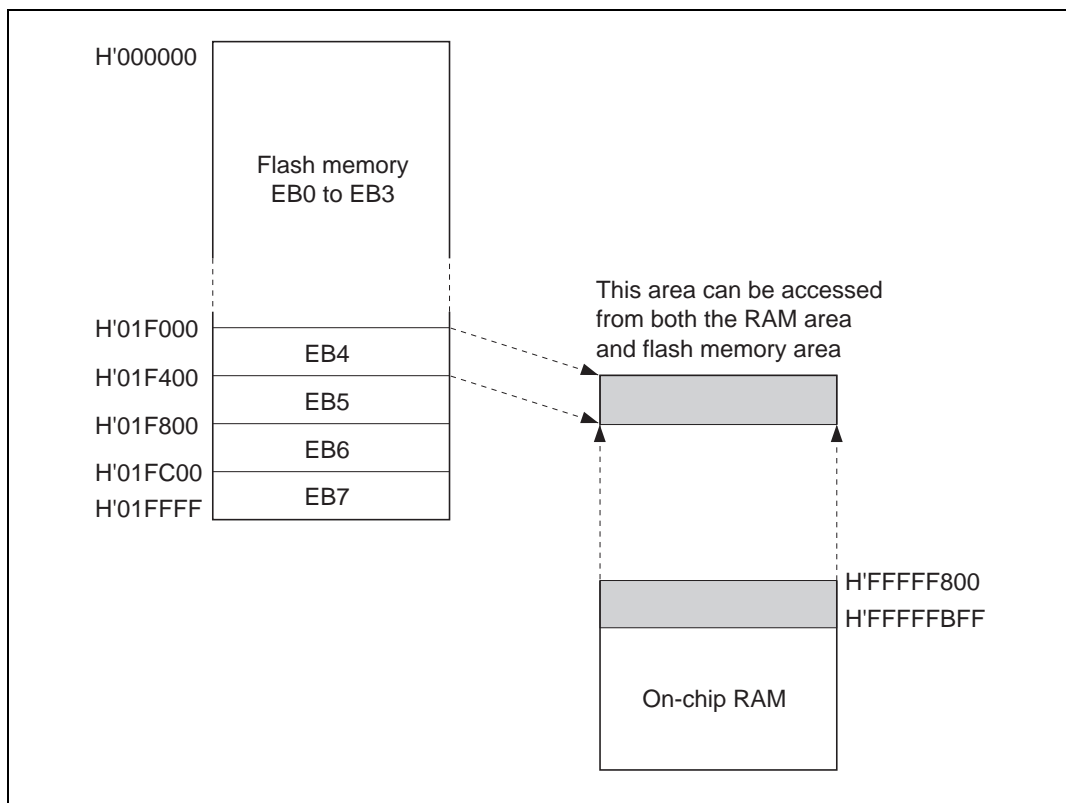 H'000000
Flash memory
EB0 to EB3
This area can be accessed
from both the RAM area
and flash memory area
H'01F000
EB4
H'01F400
EB5
H'01F800
EB6
H'01FC00
EB7
H'01FFFF
H'FFFFF800
H'FFFFFBFF
On-chip RAM